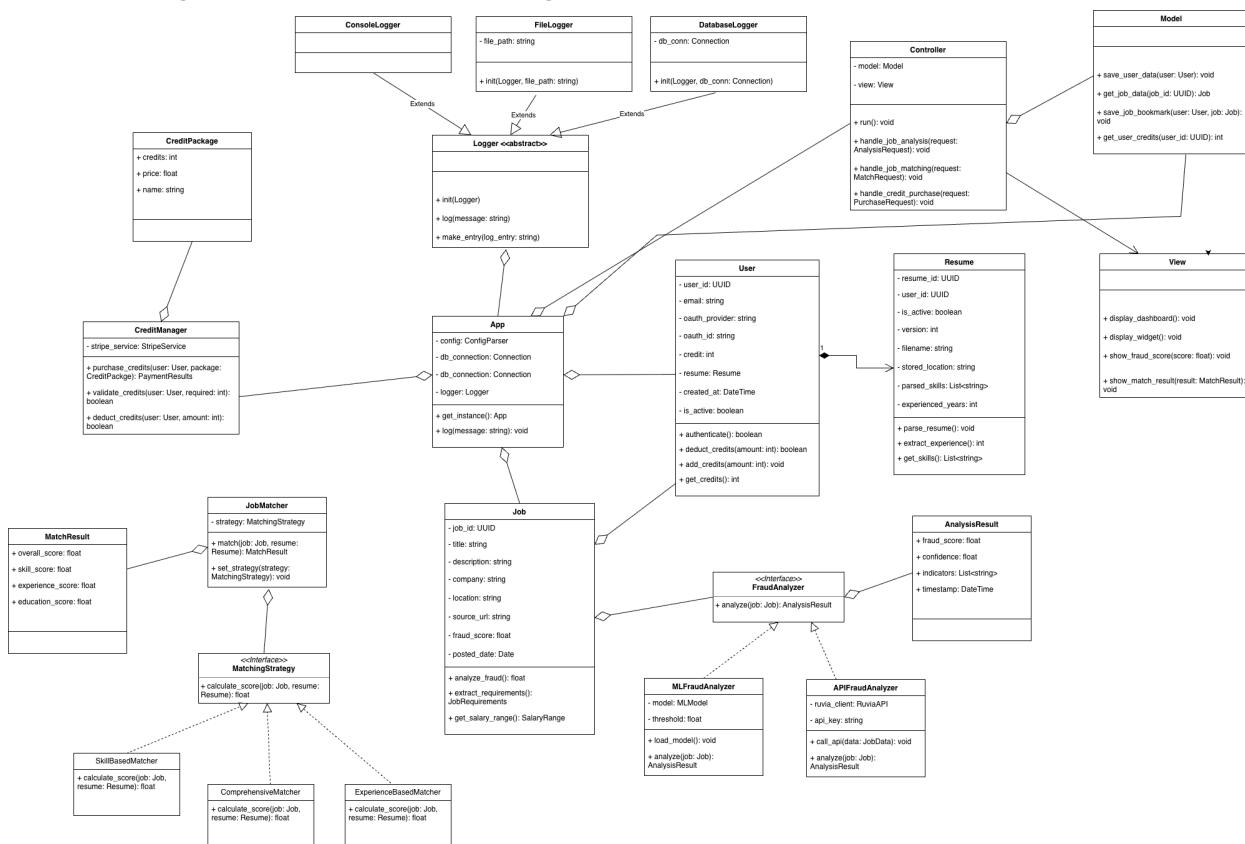 ConsoleLogger
FileLogger
- file_path: string
+ init(Logger, file_path: string)
DatabaseLogger
- db_conn: Connection
+ init(Logger, db_conn: Connection)
Extends
Extends
Extends
Controller
- model: Model
- view: View
+ run(): void
+ handle_job_analysis(request:
AnalysisRequest): void
+ handle_job_matching(request:
MatchRequest): void
+ handle_credit_purchase(request:
PurchaseRequest): void
Model
+ save_user_data(user: User): void
+ get_job_data(job_id: UUID): Job
+ save_job_bookmark(user: User, job: Job):
void
+ get_user_credits(user_id: UUID): int
CreditPackage
+ credits: int
+ price: float
+ name: string
Logger <<abstract>>
+ init(Logger)
+ log(message: string)
+ make_entry(log_entry: string)
CreditManager
- stripe_service: StripeService
+ purchase_credits(user: User, package:
CreditPackge): PaymentResults
+ validate_credits(user: User, required: int):
boolean
+ deduct_credits(user: User, amount: int):
boolean
App
- config: ConfigParser
- db_connection: Connection
- db_connection: Connection
- logger: Logger
+ get_instance(): App
+ log(message: string): void
User
- user_id: UUID
- email: string
- oauth_provider: string
- oauth_id: string
- credit: int
- resume: Resume
- created_at: DateTime
- is_active: boolean
+ authenticate(): boolean
+ deduct_credits(amount: int): boolean
+ add_credits(amount: int): void
+ get_credits(): int
1
Resume
- resume_id: UUID
- user_id: UUID
- is_active: boolean
- version: int
- filename: string
- stored_location: string
- parsed_skills: List<string>
- experienced_years: int
+ parse_resume(): void
+ extract_experience(): int
+ get_skills(): List<string>
View
+ display_dashboard(): void
+ display_widget(): void
+ show_fraud_score(score: float): void
+ show_match_result(result: MatchResult):
void
JobMatcher
- strategy: MatchingStrategy
+ match(job: Job, resume:
Resume): MatchResult
+ set_strategy(strategy:
MatchingStrategy): void
MatchResult
+ overall_score: float
+ skill_score: float
+ experience_score: float
+ education_score: float
Job
- job_id: UUID
- title: string
- description: string
- company: string
- location: string
- source_url: string
- fraud_score: float
- posted_date: Date
+ analyze_fraud(): float
+ extract_requirements():
JobRequirements
+ get_salary_range(): SalaryRange
AnalysisResult
+ fraud_score: float
+ confidence: float
+ indicators: List<string>
+ timestamp: DateTime
<<Interface>>
FraudAnalyzer
+ analyze(job: Job): AnalysisResult
<<Interface>>
MatchingStrategy
+ calculate_score(job: Job, resume:
Resume): float
MLFraudAnalyzer
- model: MLModel
- threshold: float
+ load_model(): void
+ analyze(job: Job):
AnalysisResult
APIFraudAnalyzer
- ruvia_client: RuviaAPI
- api_key: string
+ call_api(data: JobData): void
+ analyze(job: Job):
AnalysisResult
SkillBasedMatcher
+ calculate_score(job: Job,
resume: Resume): float
ComprehensiveMatcher
+ calculate_score(job: Job,
resume: Resume): float
ExperienceBasedMatcher
+ calculate_score(job: Job,
resume: Resume): float